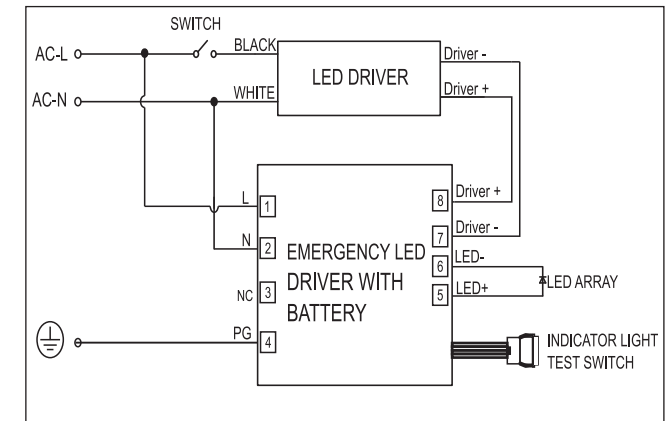 SWITCH
AC-L
BLACK
LED DRIVER
Driver -
AC-N
WHITE
Driver +
L
1
8
Driver +
N
2
7
Driver -
EMERGENCY LED
DRIVER WITH
BATTERY
6
LED-
LED ARRAY
NC
3
5
LED+
PG
4
INDICATOR LIGHT
TEST SWITCH